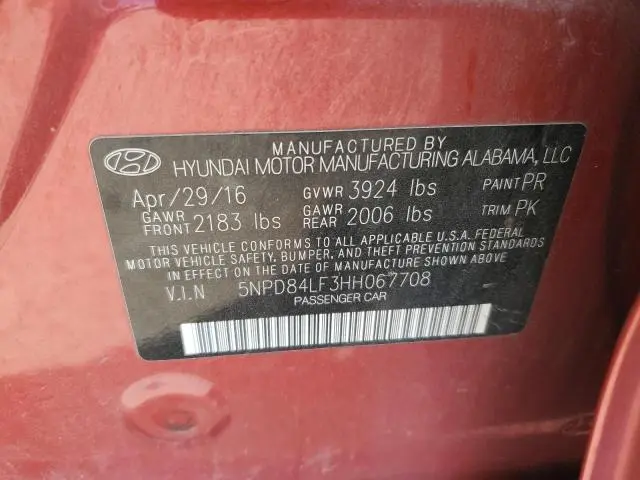 MANUFACTURED BY
HYUNDAI MOTOR MANUFACTURING ALABAMA, LLC
Apr/29/16 GVWR 3924 lbs PAINT PR
GAWR FRONT 2183 lbs GAWR REAR 2006 lbs TRIM PK
THIS VEHICLE CONFORMS TO ALL APPLICABLE U.S.A. FEDERAL
MOTOR VEHICLE SAFETY, BUMPER, AND THEFT PREVENTION STANDARDS
IN EFFECT ON THE DATE OF MANUFACTURE SHOWN ABOVE
V.I.N 5NPD84LF3HH067708
PASSENGER CAR